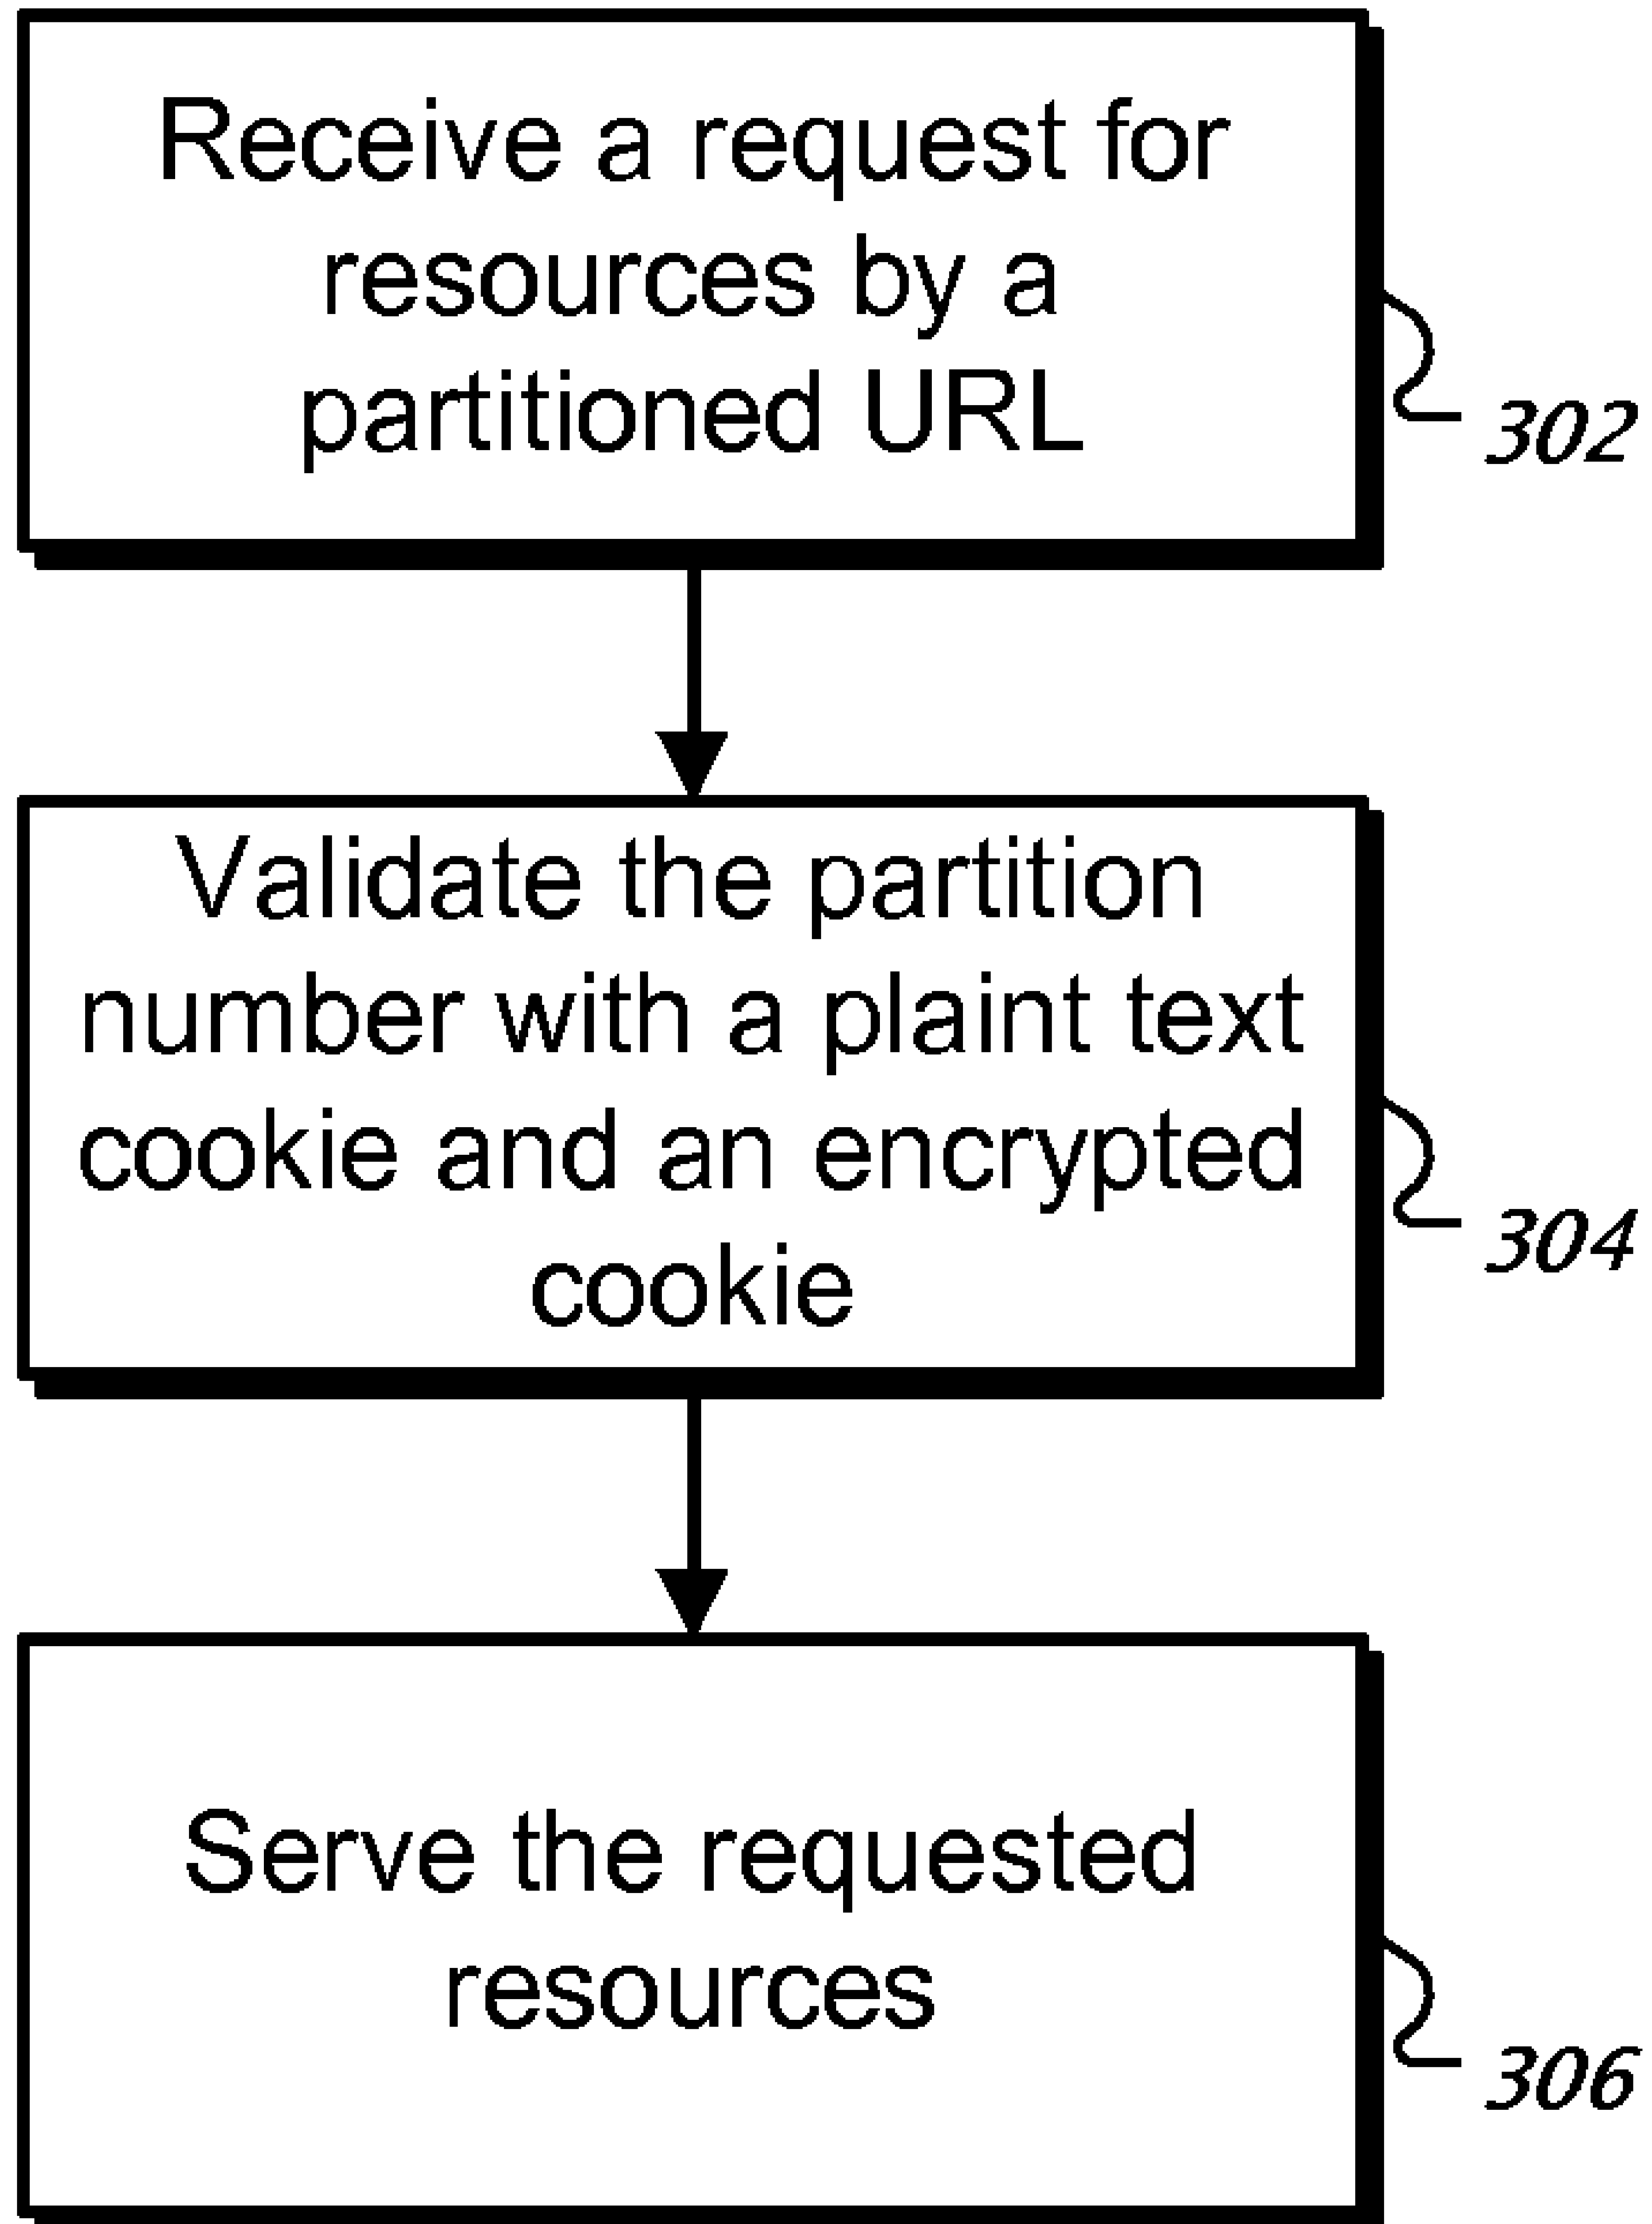 Receive a request for
resources by a
partitioned URL
302
Validate the partition
number with a plaint text
cookie and an encrypted
cookie
304
Serve the requested
resources
306